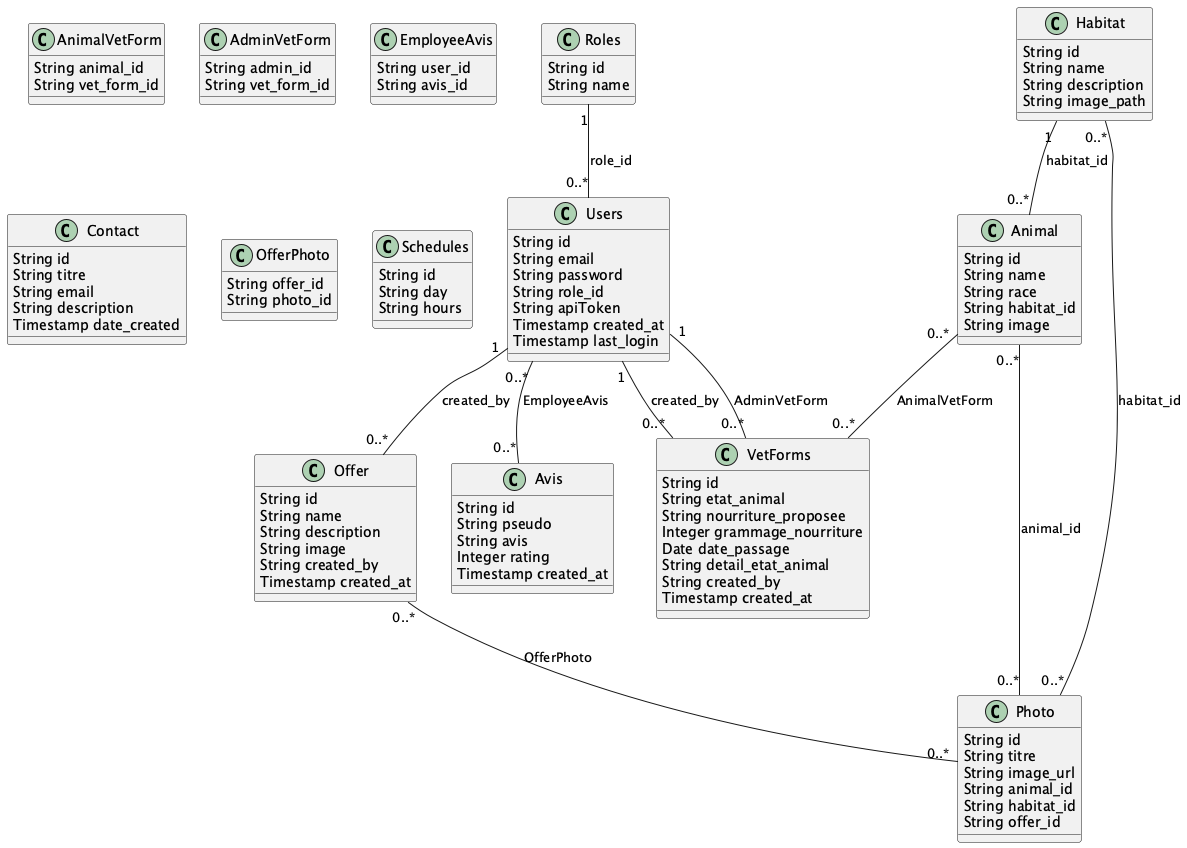 C AnimalVetForm
String animal_id
String vet_form_id
C AdminVetForm
String admin_id
String vet_form_id
C EmployeeAvis
String user_id
String avis_id
C Roles
String id
String name
C Habitat
String id
String name
String description
String image_path
1
role_id
0..*
1
0..*
habitat_id
0..*
C Contact
String id
String titre
String email
String description
Timestamp date_created
C OfferPhoto
String offer_id
String photo_id
C Schedules
String id
String day
String hours
C Users
String id
String email
String password
String role_id
String apiToken
Timestamp created_at
Timestamp last_login
C Animal
String id
String name
String race
String habitat_id
String image
1
0..*
1
1
0..*
0..*
created_by
EmployeeAvis
created_by
AdminVetForm
AnimalVetForm
habitat_id
0..*
0..*
0..*
0..*
0..*
C Offer
String id
String name
String description
String image
String created_by
Timestamp created_at
C Avis
String id
String pseudo
String avis
Integer rating
Timestamp created_at
C VetForms
String id
String etat_animal
String nourriture_proposee
Integer grammage_nourriture
Date date_passage
String detail_etat_animal
String created_by
Timestamp created_at
animal_id
0..*
OfferPhoto
0..*
0..*
0..*
C Photo
String id
String titre
String image_url
String animal_id
String habitat_id
String offer_id